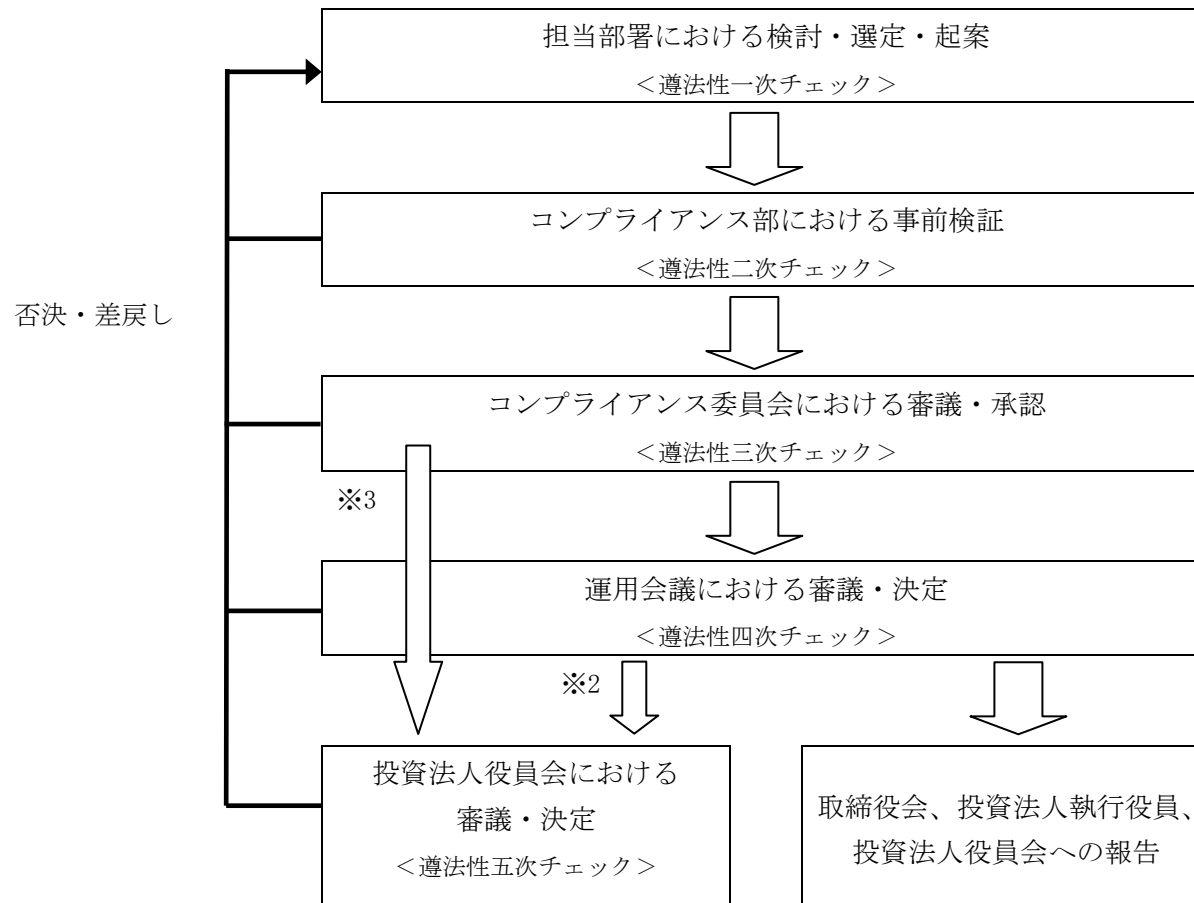 担当部署における検討・選定・起案
＜遵法性一次チェック＞
コンプライアンス部における事前検証
＜遵法性二次チェック＞
否決・差戻し
コンプライアンス委員会における審議・承認
＜遵法性三次チェック＞
※3
運用会議における審議・決定
＜遵法性四次チェック＞
※2
投資法人役員会における
審議・決定
＜遵法性五次チェック＞
取締役会、投資法人執行役員、
投資法人役員会への報告